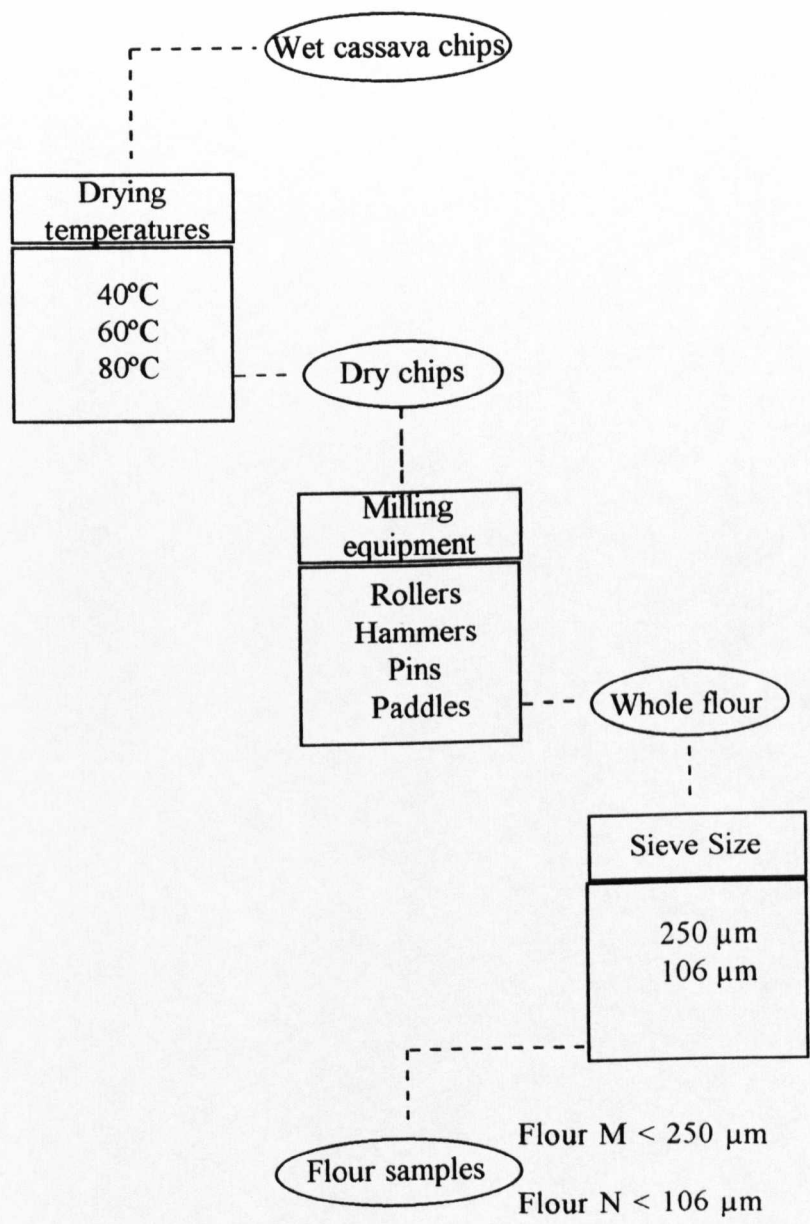 Wet cassava chips
Drying
temperatures
40°C
60°C
80°C
Dry chips
Milling
equipment
Rollers
Hammers
Pins
Paddles
Whole flour
Sieve Size
250 µm
106 µm
Flour M < 250 µm
Flour samples
Flour N < 106 µm